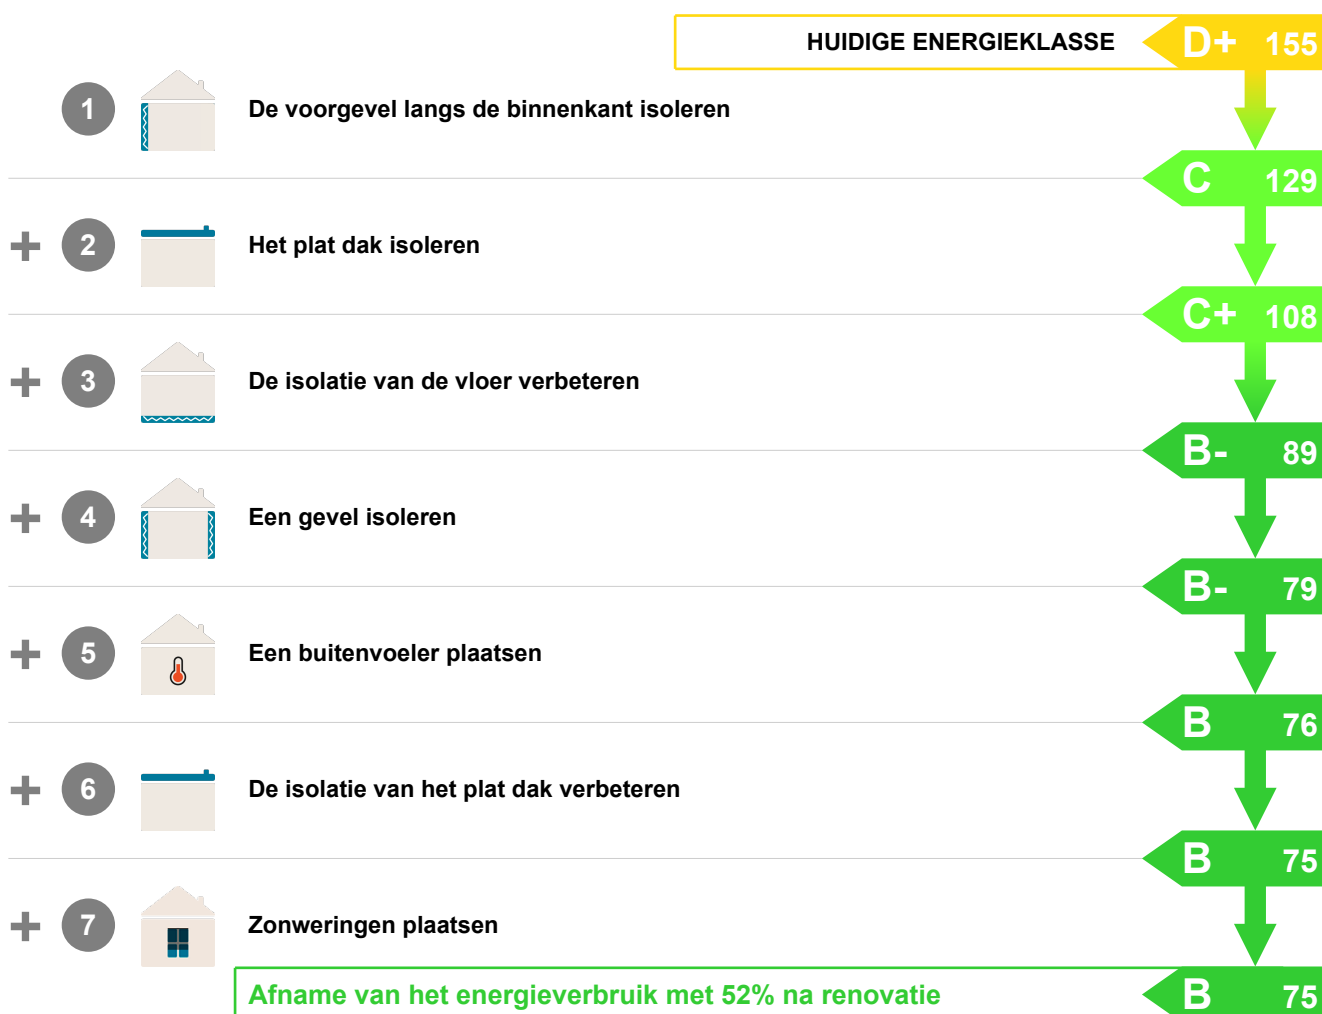 HUIDIGE ENERGIEKLASSE D+ 155
1 De voorgevel langs de binnenkant isoleren
C 129
+ 2 Het plat dak isoleren
C+ 108
+ 3 De isolatie van de vloer verbeteren
B- 89
+ 4 Een gevel isoleren
B- 79
+ 5 Een buitenvoeler plaatsen
B 76
+ 6 De isolatie van het plat dak verbeteren
B 75
+ 7 Zonweringen plaatsen
Afname van het energieverbruik met 52% na renovatie B 75